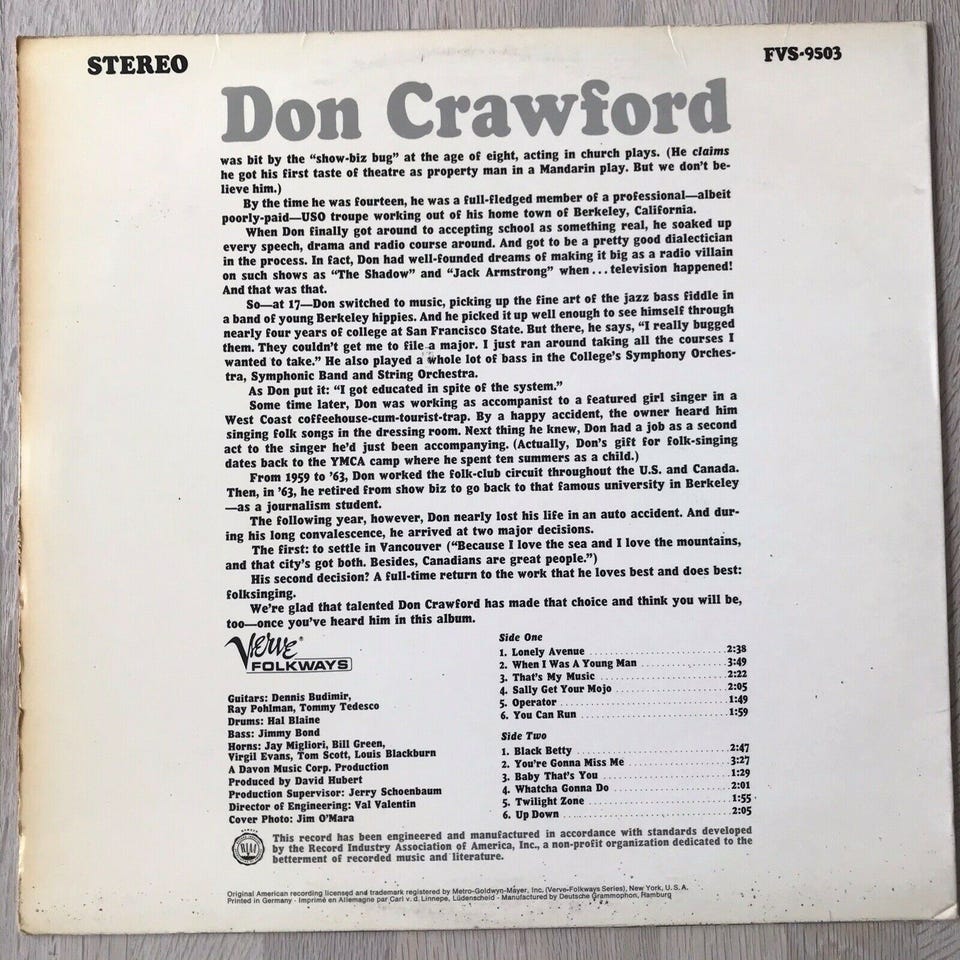 STEREO
FVS-9503
Don Crawford
was bit by the “show-biz bug” at the age of eight, acting in church plays. (He claims
he got his first taste of theatre as property man in a Mandarin play. But we don’t be-
lieve him.)
By the time he was fourteen, he was a full-fledged member of a professional—albeit
poorly-paid—USO troupe working out of his home town of Berkeley, California.
When Don finally got around to accepting school as something real, he soaked up
every speech, drama and radio course around. And got to be a pretty good dialectician
in the process. In fact, Don had well-founded dreams of making it big as a radio villain
on such shows as “The Shadow” and “Jack Armstrong” when...television happened!
And that was that.
So—at 17—Don switched to music, picking up the fine art of the jazz bass fiddle in
a band of young Berkeley hippies. And he picked it up well enough to see himself through
nearly four years of college at San Francisco State. But there, he says, “I really bugged
them. They couldn’t get me to file a major. I just ran around taking all the courses I
wanted to take.” He also played a whole lot of bass in the College’s Symphony Orches-
tra, Symphonic Band and String Orchestra.
As Don put it: “I got educated in spite of the system.”
Some time later, Don was working as accompanist to a featured girl singer in a
West Coast coffeehouse-cum-tourist-trap. By a happy accident, the owner heard him
singing folk songs in the dressing room. Next thing he knew, Don had a job as a second
act to the singer he’d just been accompanying. (Actually, Don’s gift for folk-singing
dates back to the YMCA camp where he spent ten summers as a child.)
From 1959 to ’63, Don worked the folk-club circuit throughout the U.S. and Canada.
Then, in ’63, he retired from show biz to go back to that famous university in Berkeley
—as a journalism student.
The following year, however, Don nearly lost his life in an auto accident. And dur-
ing his long convalescence, he arrived at two major decisions.
The first: to settle in Vancouver (“Because I love the sea and I love the mountains,
and that city’s got both. Besides, Canadians are great people.”)
His second decision? A full-time return to the work that he loves best and does best:
folksinging.
We’re glad that talented Don Crawford has made that choice and think you will be,
too—once you’ve heard him in this album.
Verve®
FOLKWAYS
Guitars: Dennis Budimir,
Ray Pohlman, Tommy Tedesco
Drums: Hal Blaine
Bass: Jimmy Bond
Horns: Jay Migliori, Bill Green,
Virgil Evans, Tom Scott, Louis Blackburn
A Davon Music Corp. Production
Produced by David Hubert
Production Supervisor: Jerry Schoenbaum
Director of Engineering: Val Valentin
Cover Photo: Jim O’Mara
Side One
1. Lonely Avenue 2:38
2. When I Was A Young Man 3:49
3. That’s My Music 2:22
4. Sally Get Your Mojo 2:05
5. Operator 1:49
6. You Can Run 1:59
Side Two
1. Black Betty 2:47
2. You’re Gonna Miss Me 3:27
3. Baby That’s You 1:29
4. Whatcha Gonna Do 2:01
5. Twilight Zone 1:55
6. Up Down 2:05
RIAA
This record has been engineered and manufactured in accordance with standards developed
by the Record Industry Association of America, Inc., a non-profit organization dedicated to the
betterment of recorded music and literature.
Original American recording licensed and trademark registered by Metro-Goldwyn-Mayer, Inc. (Verve-Folkways Series), New York, U. S. A.
Printed in Germany - Imprimé en Allemagne par Carl v. d. Linnepe, Lüdenscheid - Manufactured by Deutsche Grammophon, Hamburg